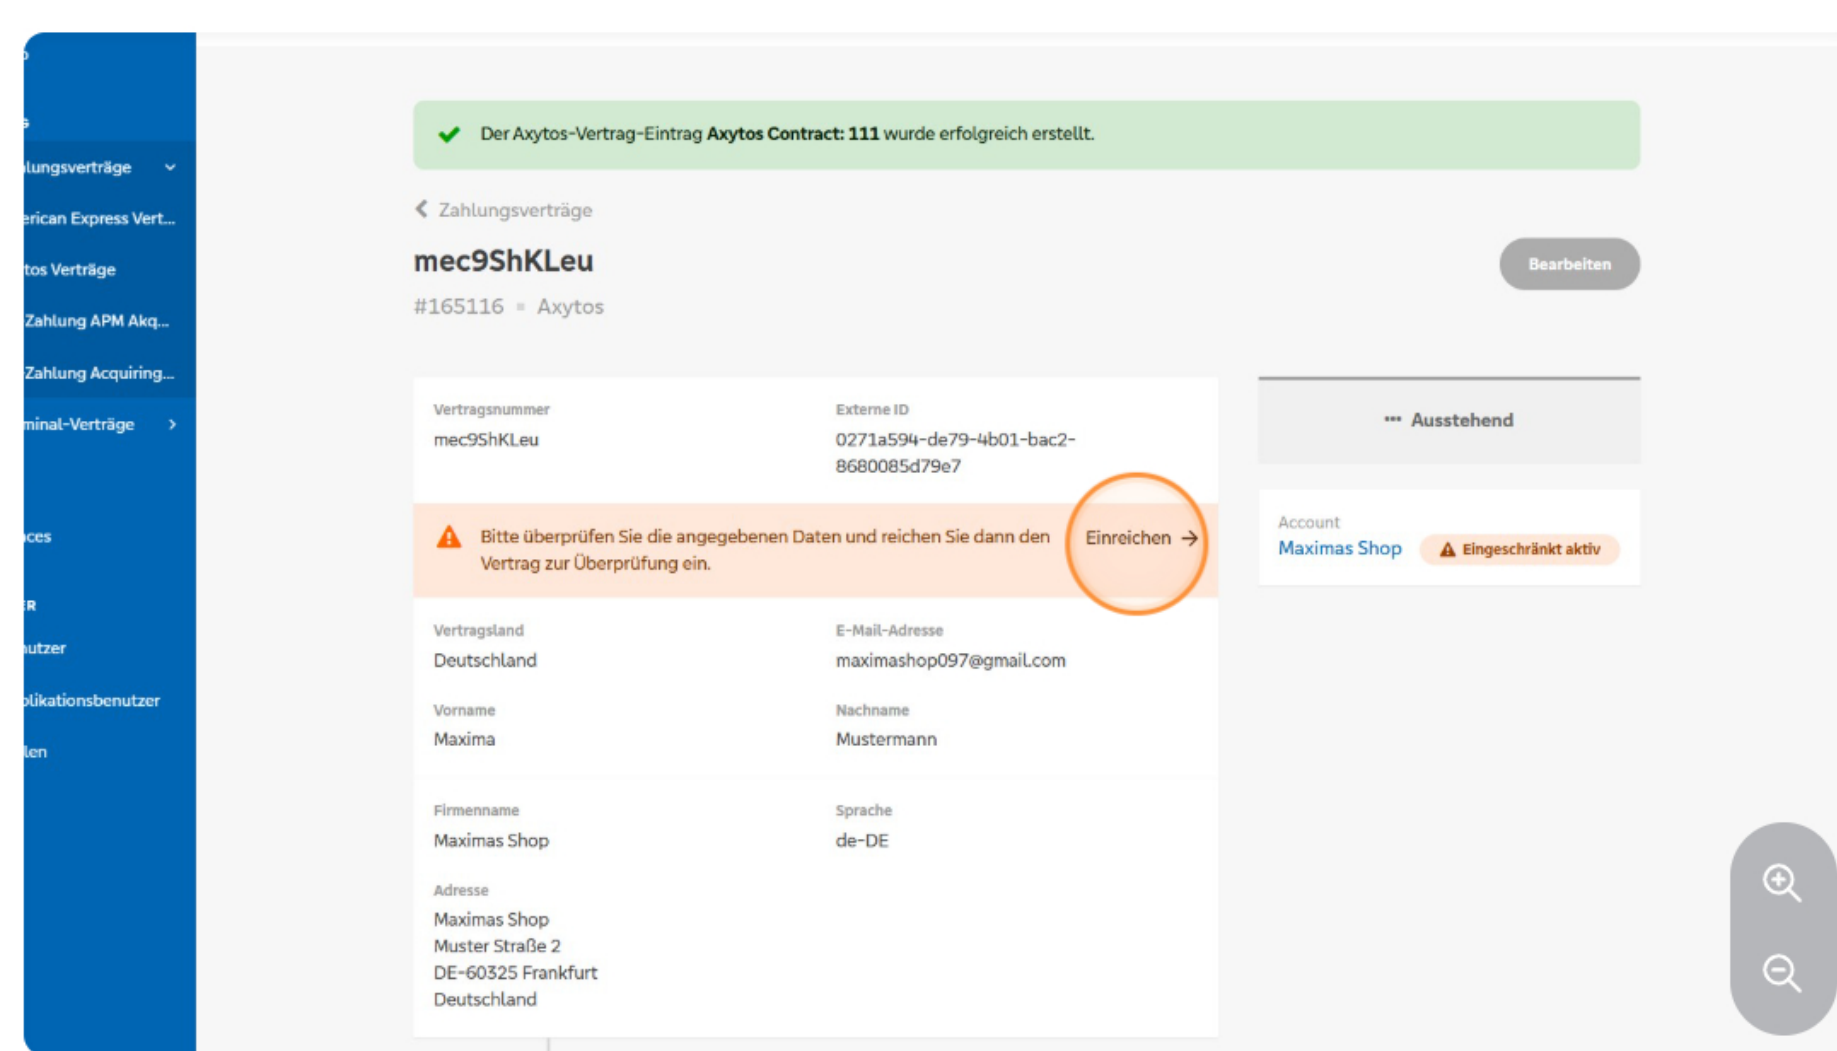 Der Axytos-Vertrag-Eintrag Axytos Contract: 111 wurde erfolgreich erstellt.
Zahlungsverträge
mec9ShKLeu
Bearbeiten
#165116 Axytos
Vertragsnummer
mec9ShKLeu
Externe ID
0271a594-de79-4b01-bac2-
8680085d79e7
Bitte überprüfen Sie die angegebenen Daten und reichen Sie dann den
Vertrag zur Überprüfung ein.
Einreichen →
Vertragsland
Deutschland
E-Mail-Adresse
maximashop097@gmail.com
Vorname
Maxima
Nachname
Mustermann
Firmenname
Maximas Shop
Sprache
de-DE
Adresse
Maximas Shop
Muster Straße 2
DE-60325 Frankfurt
Deutschland
··· Ausstehend
Account
Maximas Shop
Eingeschränkt aktiv
lungsverträge
erican Express Vert...
tos Verträge
Zahlung APM Akq...
-Zahlung Acquiring...
minal-Verträge
ces
ER
utzer
plikationsbenutzer
len